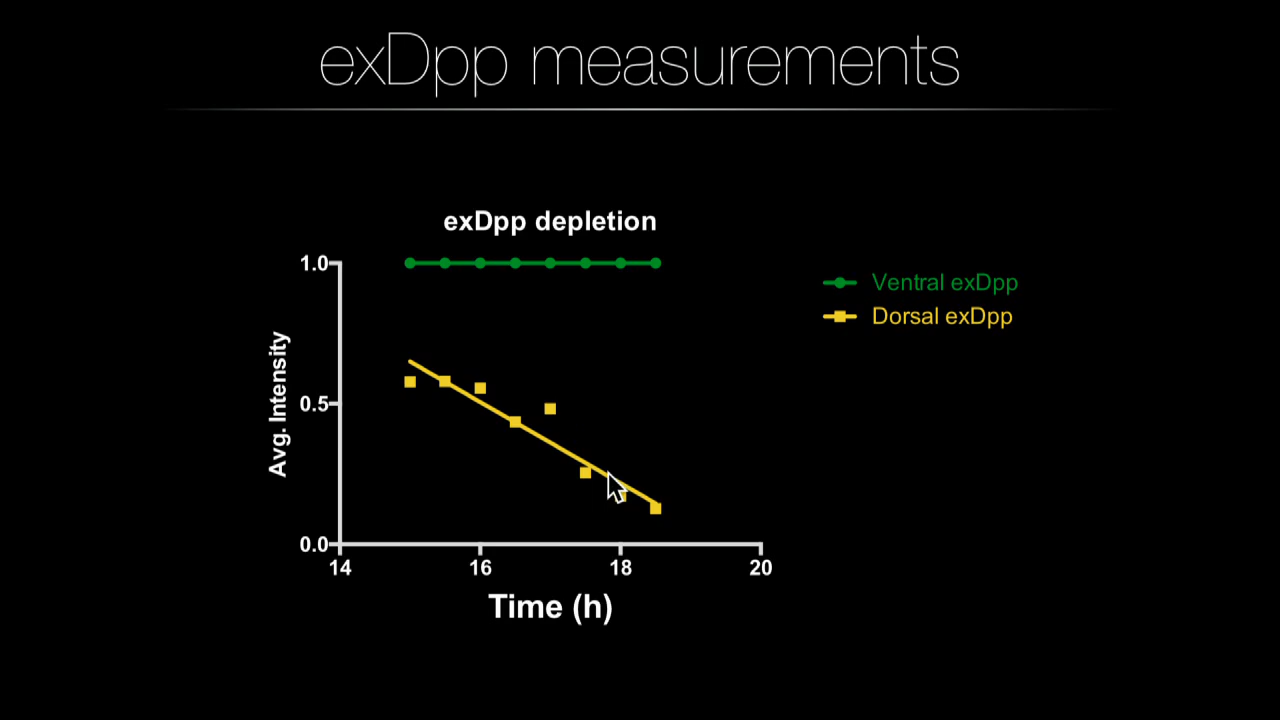 exDpp measurements
exDpp depletion
1.0
0.5
0.0
Avg. Intensity
14 16 18 20
Time (h)
Ventral exDpp
Dorsal exDpp